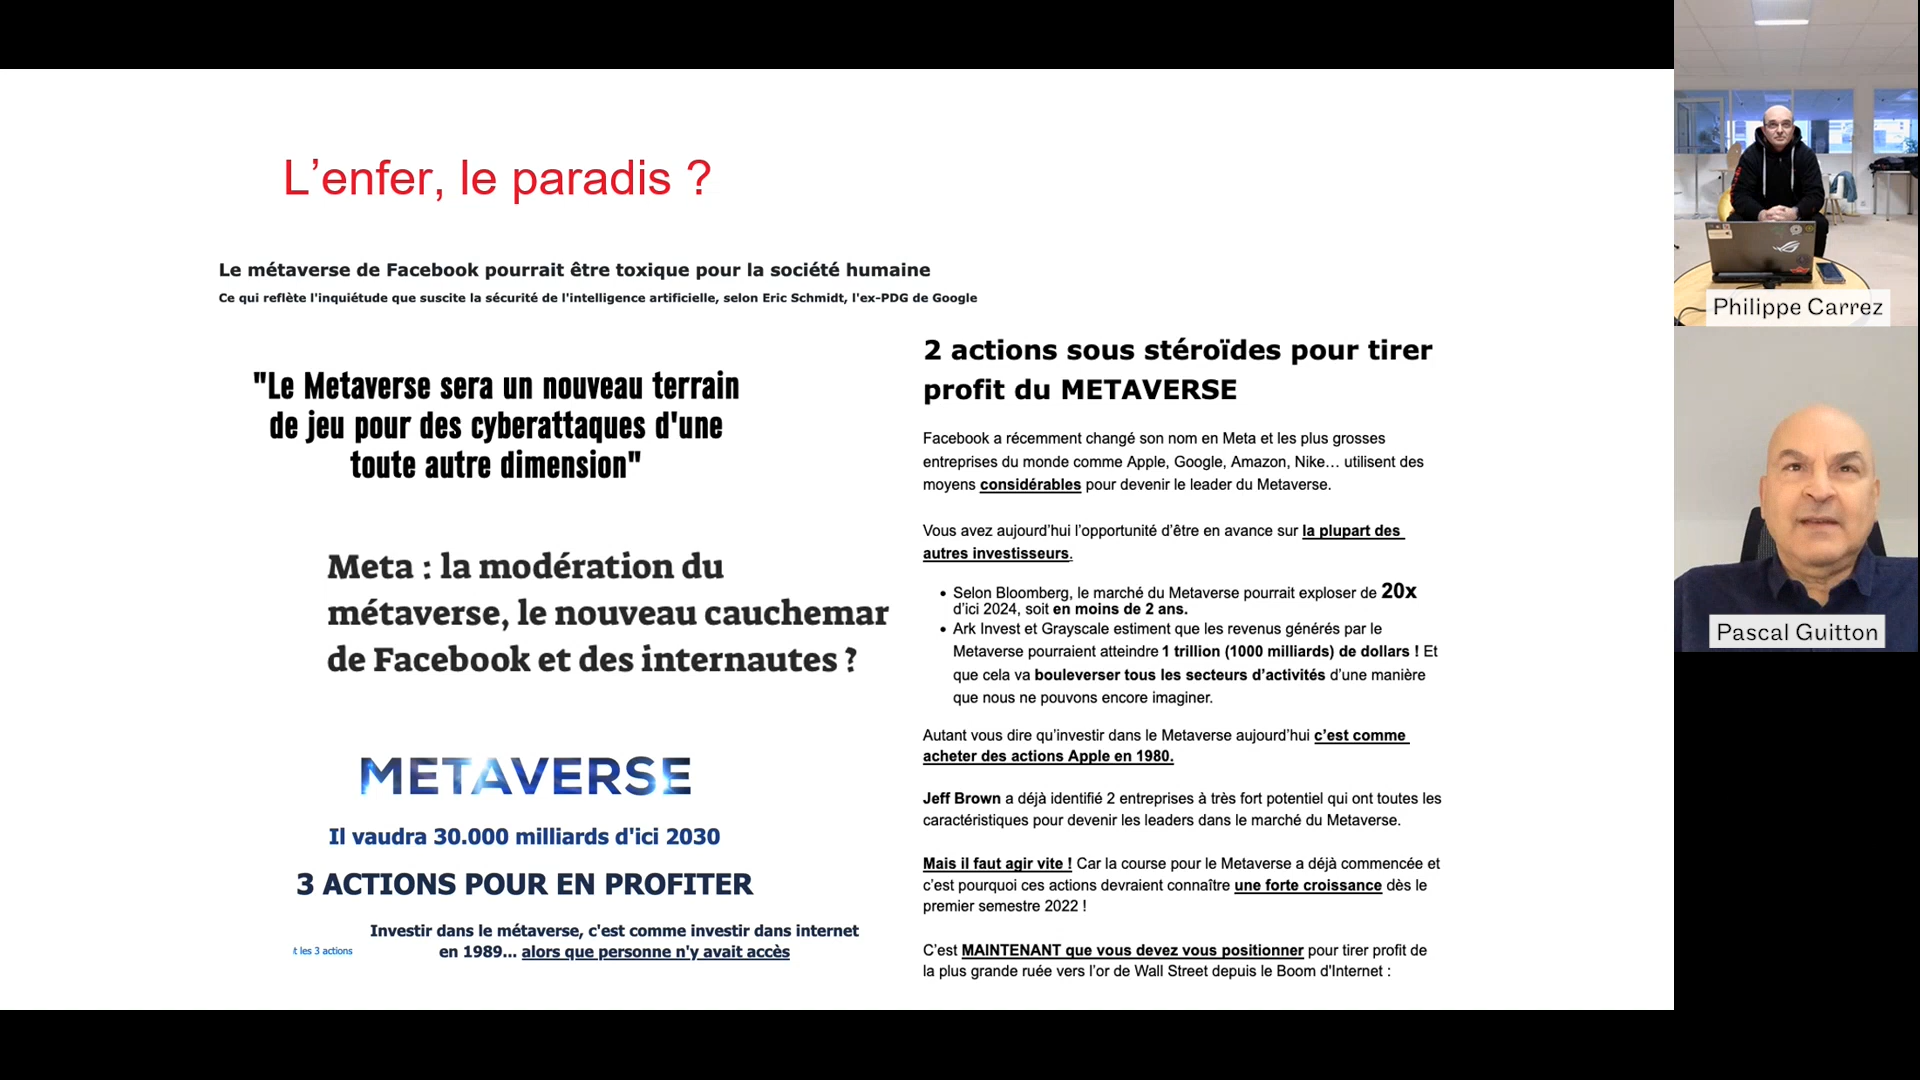 L'enfer, le paradis ?
Le métaverse de Facebook pourrait être toxique pour la société humaine
Ce qui reflète l'inquiétude que suscite la sécurité de l'intelligence artificielle, selon Eric Schmidt, l'ex-PDG de Google
"Le Metaverse sera un nouveau terrain
de jeu pour des cyberattaques d'une
toute autre dimension"
Meta : la modération du
métaverse, le nouveau cauchemar
de Facebook et des internautes ?
METAVERSE
Il vaudra 30.000 milliards d'ici 2030
3 ACTIONS POUR EN PROFITER
Investir dans le métaverse, c'est comme investir dans internet
en 1989... alors que personne n'y avait accès
t les 3 actions
2 actions sous stéroïdes pour tirer
profit du METAVERSE
Facebook a récemment changé son nom en Meta et les plus grosses
entreprises du monde comme Apple, Google, Amazon, Nike… utilisent des
moyens considérables pour devenir le leader du Metaverse.
Vous avez aujourd'hui l'opportunité d'être en avance sur la plupart des
autres investisseurs.
• Selon Bloomberg, le marché du Metaverse pourrait exploser de 20x
d'ici 2024, soit en moins de 2 ans.
• Ark Invest et Grayscale estiment que les revenus générés par le
Metaverse pourraient atteindre 1 trillion (1000 milliards) de dollars ! Et
que cela va bouleverser tous les secteurs d'activités d'une manière
que nous ne pouvons encore imaginer.
Autant vous dire qu'investir dans le Metaverse aujourd'hui c'est comme
acheter des actions Apple en 1980.
Jeff Brown a déjà identifié 2 entreprises à très fort potentiel qui ont toutes les
caractéristiques pour devenir les leaders dans le marché du Metaverse.
Mais il faut agir vite ! Car la course pour le Metaverse a déjà commencée et
c'est pourquoi ces actions devraient connaître une forte croissance dès le
premier semestre 2022 !
C'est MAINTENANT que vous devez vous positionner pour tirer profit de
la plus grande ruée vers l'or de Wall Street depuis le Boom d'Internet :
Philippe Carrez
Pascal Guitton